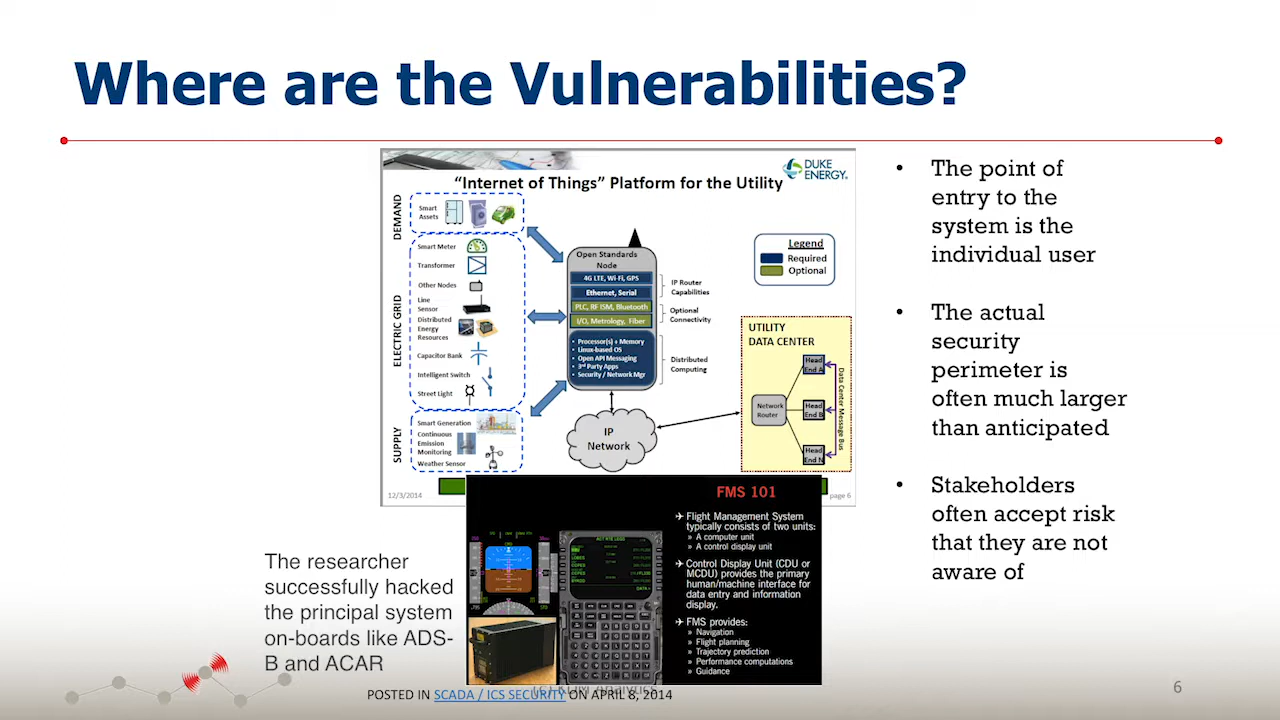 Where are the Vulnerabilities?
DUKE
ENERGY®
“Internet of Things” Platform for the Utility
DEMAND
Smart
Assets
ELECTRIC GRID
Smart Meter
Transformer
Other Nodes
Line
Sensor
Distributed
Energy
Resources
Capacitor Bank
Intelligent Switch
Street Light
SUPPLY
Smart Generation
Continuous
Emission
Monitoring
Weather Sensor
Open Standards
Node
4G LTE, Wi-Fi, GPS
Ethernet, Serial
PLC, RF ISM, Bluetooth
I/O, Metrology, Fiber
• Processor(s) + Memory
• Linux-based OS
• Open API Messaging
• 3rd Party Apps
• Security / Network Mgr
IP Router
Capabilities
Optional
Connectivity
Distributed
Computing
IP
Network
Legend
Required
Optional
UTILITY
DATA CENTER
Network
Router
Head
End A
Head
End B
Head
End N
Data Center Message Bus
12/3/2014
page 6
FMS 101
Flight Management System
typically consists of two units:
» A computer unit
» A control display unit
Control Display Unit (CDU or
MCDU) provides the primary
human/machine interface for
data entry and information
display.
FMS provides:
» Navigation
» Flight planning
» Trajectory prediction
» Performance computations
» Guidance
The researcher
successfully hacked
the principal system
on-boards like ADS-
B and ACAR
POSTED IN SCADA / ICS SECURITY ON APRIL 8, 2014
• The point of
entry to the
system is the
individual user
• The actual
security
perimeter is
often much larger
than anticipated
• Stakeholders
often accept risk
that they are not
aware of
6